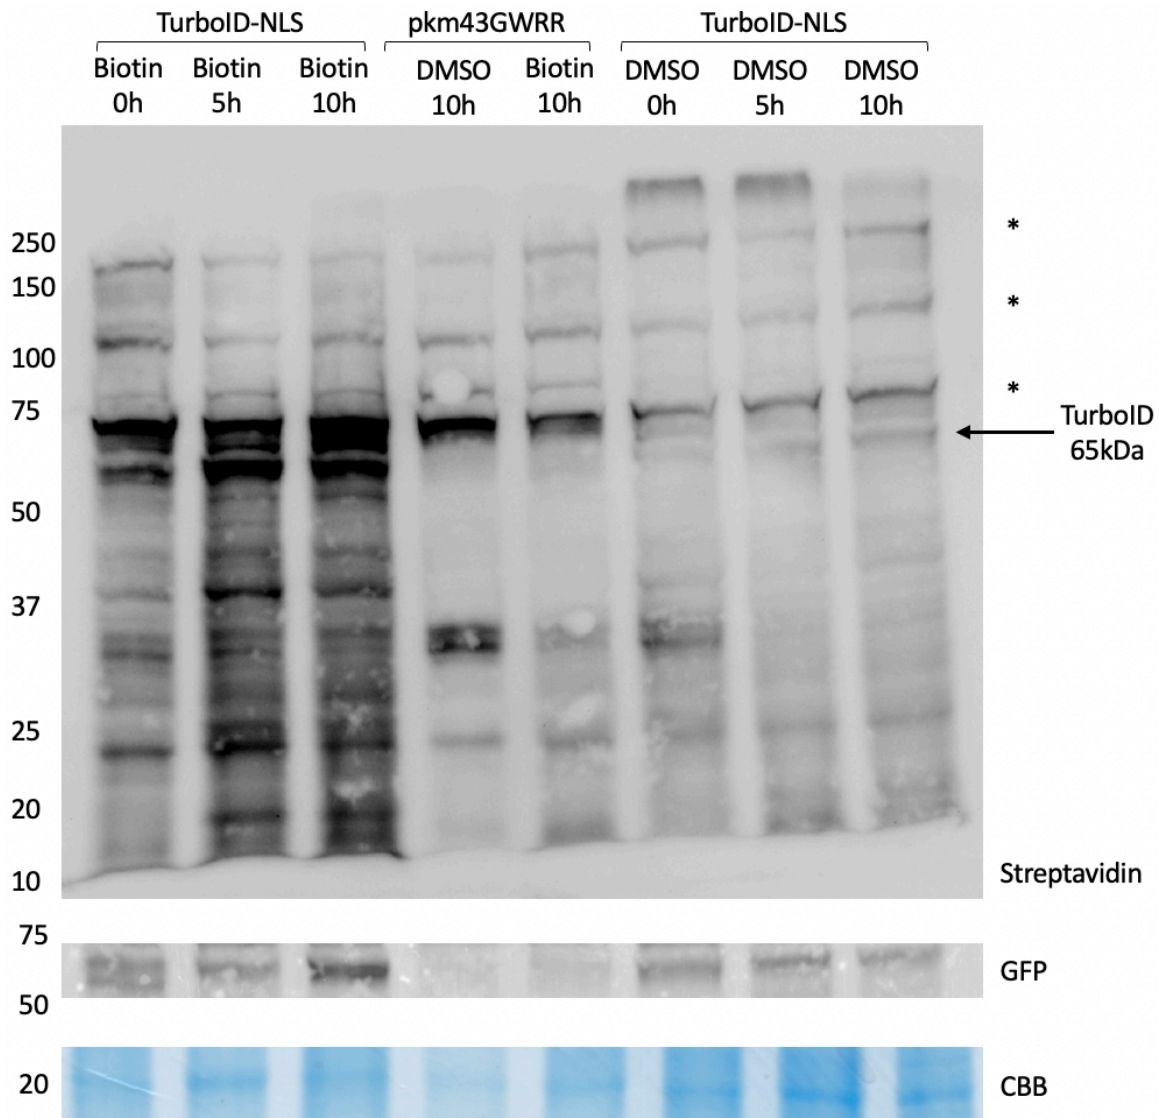 TurboID-NLS pkm43GWRR TurboID-NLS
Biotin Biotin Biotin DMSO Biotin DMSO DMSO DMSO
0h 5h 10h 10h 10h 0h 5h 10h
*
250
150
*
100
*
75
TurboID
65kDa
50
37
25
20
Streptavidin
10
75
GFP
50
20
CBB